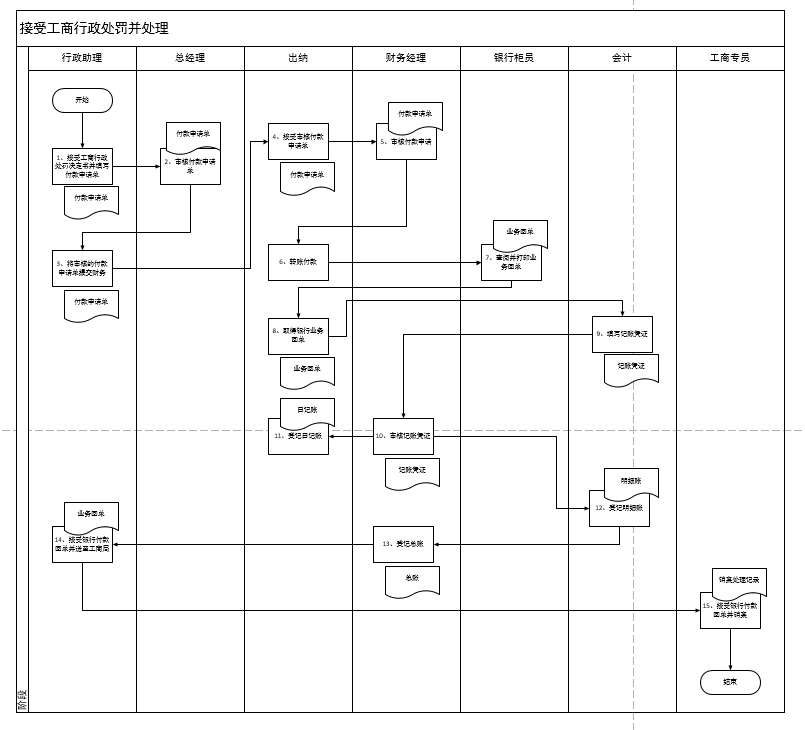 接受工商行政处罚并处理
行政助理
总经理
出纳
财务经理
银行柜员
会计
工商专员
开始
1、接受工商行政
处罚决定书并填写
付款申请单
付款申请单
付款申请单
2、审核付款申请
单
3、将审核的付款
申请单提交财务
付款申请单
4、接受审核付款
申请单
付款申请单
付款申请单
5、审核付款申请
6、转账付款
业务回单
7、查询并打印业
务回单
8、取得银行业务
回单
业务回单
9、填写记账凭证
记账凭证
10、审核记账凭证
记账凭证
日记账
11、登记日记账
明细账
12、登记明细账
13、登记总账
总账
业务回单
14、接受银行付款
回单并送至工商局
销案处理记录
15、接受银行付款
回单并销案
结束
阶段